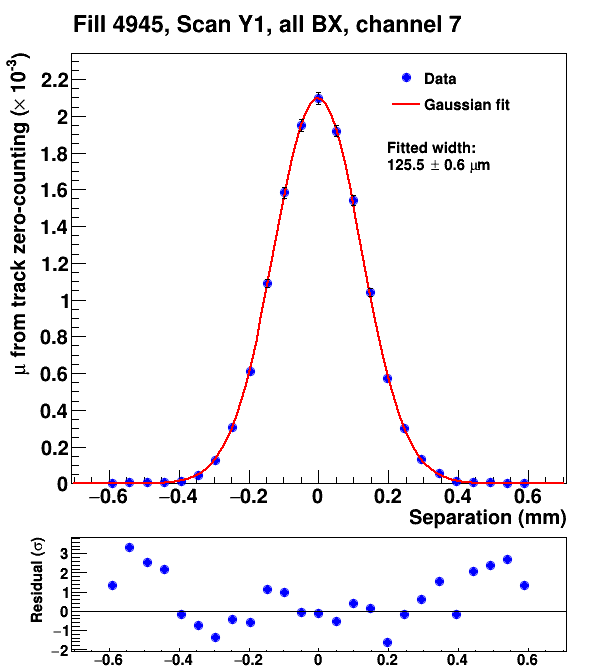 Fill 4945, Scan Y1, all BX, channel 7
μ from track zero-counting (× 10⁻³)
2.2
2
1.8
1.6
1.4
1.2
1
0.8
0.6
0.4
0.2
0
Data
Gaussian fit
Fitted width:
125.5 ± 0.6 μm
−0.6 −0.4 −0.2 0 0.2 0.4 0.6
Separation (mm)
Residual (σ)
3
2
1
0
−1
−2
−0.6 −0.4 −0.2 0 0.2 0.4 0.6